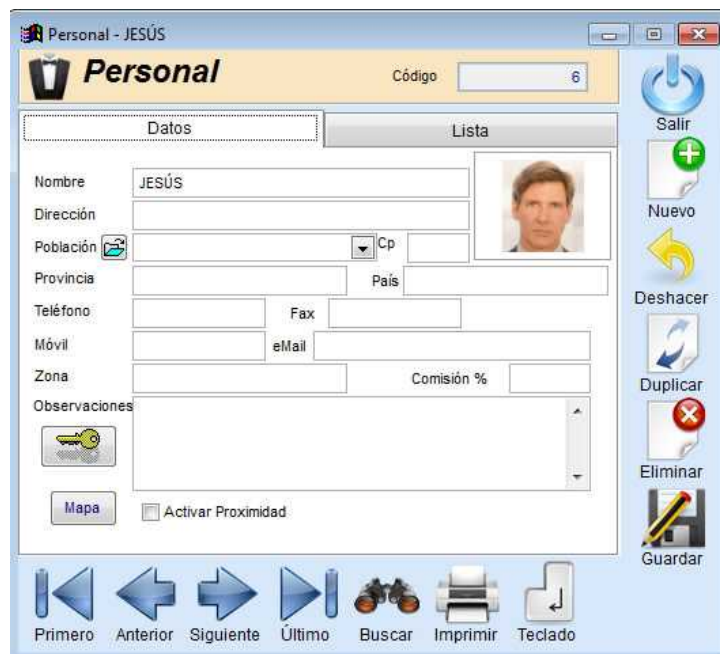 Personal - JESÚS
Personal
Código 6
Salir
Datos Lista
Nombre JESÚS
Nuevo
Dirección
Población Cp
Provincia País
Deshacer
Teléfono Fax
Móvil eMail
Zona Comisión %
Duplicar
Observaciones
Eliminar
Mapa Activar Proximidad
Guardar
Primero Anterior Siguiente Último Buscar Imprimir Teclado